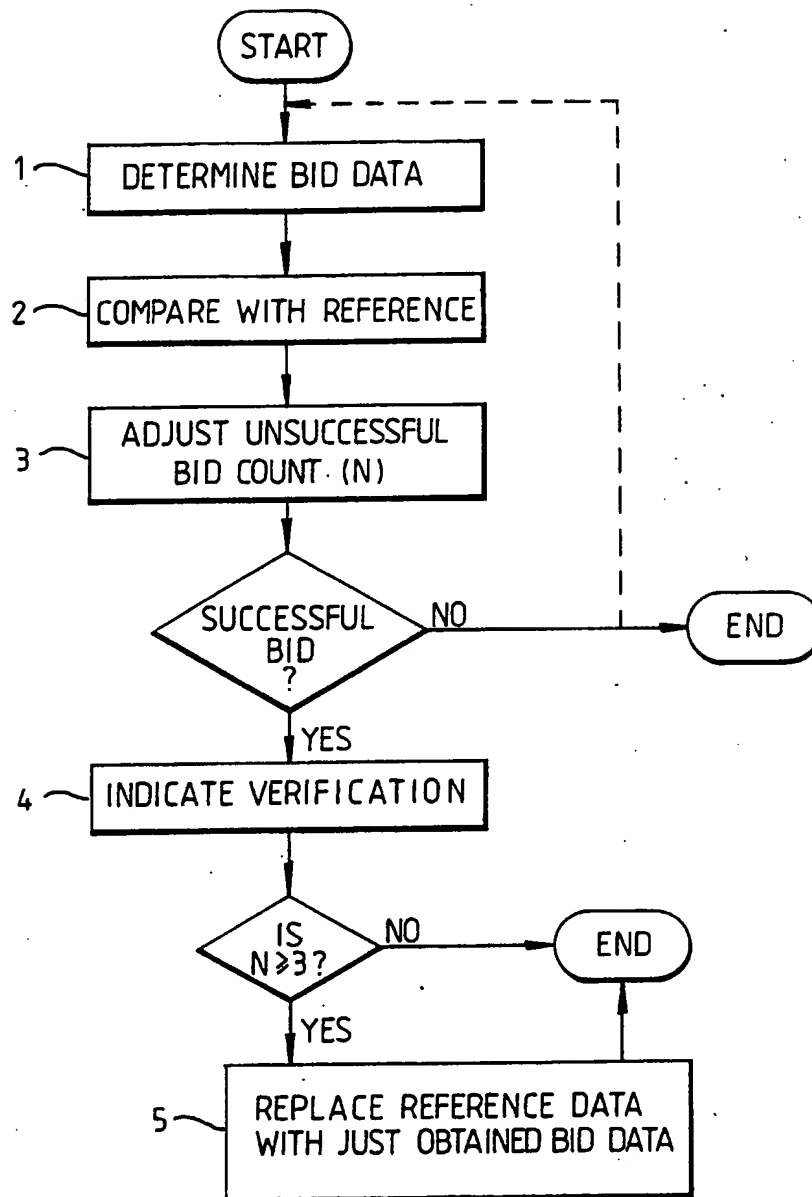 START
1
DETERMINE BID DATA
2
COMPARE WITH REFERENCE
3
ADJUST UNSUCCESSFUL
BID COUNT. (N)
SUCCESSFUL
BID
?
NO
END
YES
4
INDICATE VERIFICATION
IS
N≥3?
NO
END
YES
5
REPLACE REFERENCE DATA
WITH JUST OBTAINED BID DATA